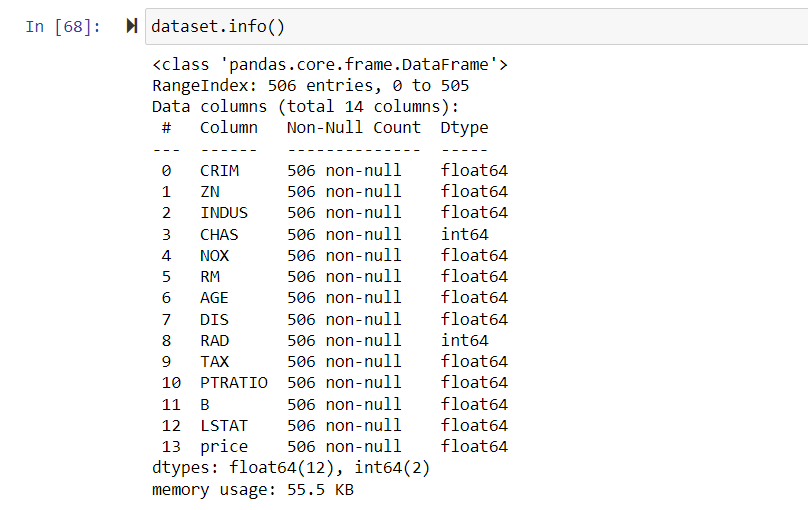 In [68]: dataset.info()
<class 'pandas.core.frame.DataFrame'>
RangeIndex: 506 entries, 0 to 505
Data columns (total 14 columns):
 #   Column   Non-Null Count  Dtype
---  ------   --------------  -----
 0   CRIM     506 non-null    float64
 1   ZN       506 non-null    float64
 2   INDUS    506 non-null    float64
 3   CHAS     506 non-null    int64
 4   NOX      506 non-null    float64
 5   RM       506 non-null    float64
 6   AGE      506 non-null    float64
 7   DIS      506 non-null    float64
 8   RAD      506 non-null    int64
 9   TAX      506 non-null    float64
 10  PTRATIO  506 non-null    float64
 11  B        506 non-null    float64
 12  LSTAT    506 non-null    float64
 13  price    506 non-null    float64
dtypes: float64(12), int64(2)
memory usage: 55.5 KB